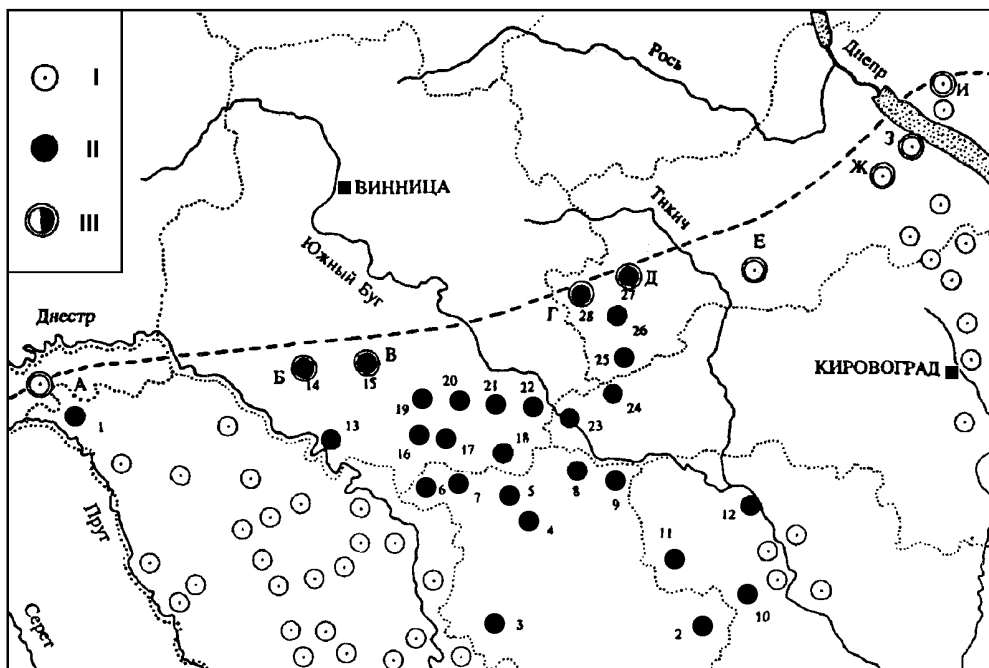 I
II
III
Рось
Днепр
И
З
Ж
ВИННИЦА
Тикич
Е
Южный Буг
Д
27
Г
28
26
Днестр
В
Б
14
15
25
КИРОВОГРАД
А
1
19
20
21
22
24
23
13
16
17
18
6
7
5
8
9
4
12
Прут
11
10
3
2
Серет